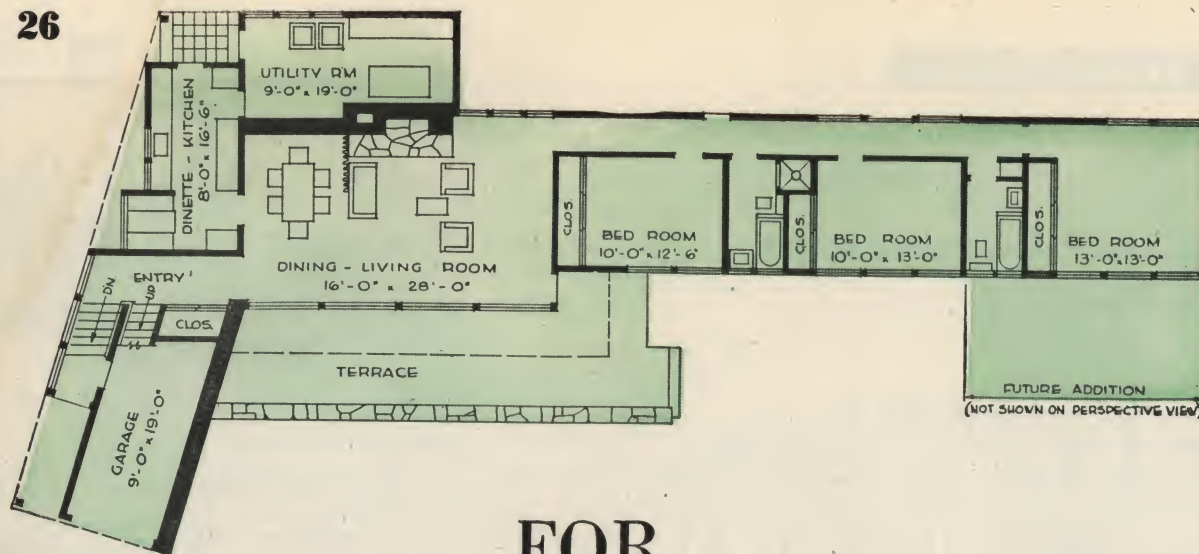 26
UTILITY RM
9'-0" x 19'-0"
DINETTE - KITCHEN
8'-0" x 16'-6"
CLOS.
BED ROOM
10'-0" x 12'-6"
CLOS.
BED ROOM
10'-0" x 13'-0"
CLOS.
BED ROOM
13'-0" x 13'-0"
DINING - LIVING ROOM
16'-0" x 28'-0"
ENTRY
DN
UP
CLOS.
TERRACE
GARAGE
9'-0" x 19'-0"
FUTURE ADDITION
(NOT SHOWN ON PERSPECTIVE VIEW)
FOR